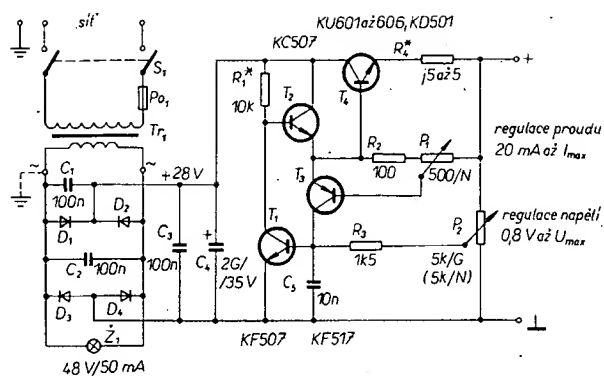 síť
KU601až606, KD501
KC507
S₁
Po₁
Tr₁
R₁*
10k
T₂
T₄
R₄*
j5až5
+
R₂
100
P₁
500/N
regulace proudu
20 mA až Imax
~
~
C₁
100n
+28V
D₁
D₂
C₂
100n
C₃
100n
+
C₄
2G/
/35V
T₁
T₃
R₃
1k5
C₅
10n
P₂
5k/G
(5k/N)
regulace napětí
0,8 V až Umax
D₃
D₄
Ž₁
48 V/50 mA
KF507
KF517